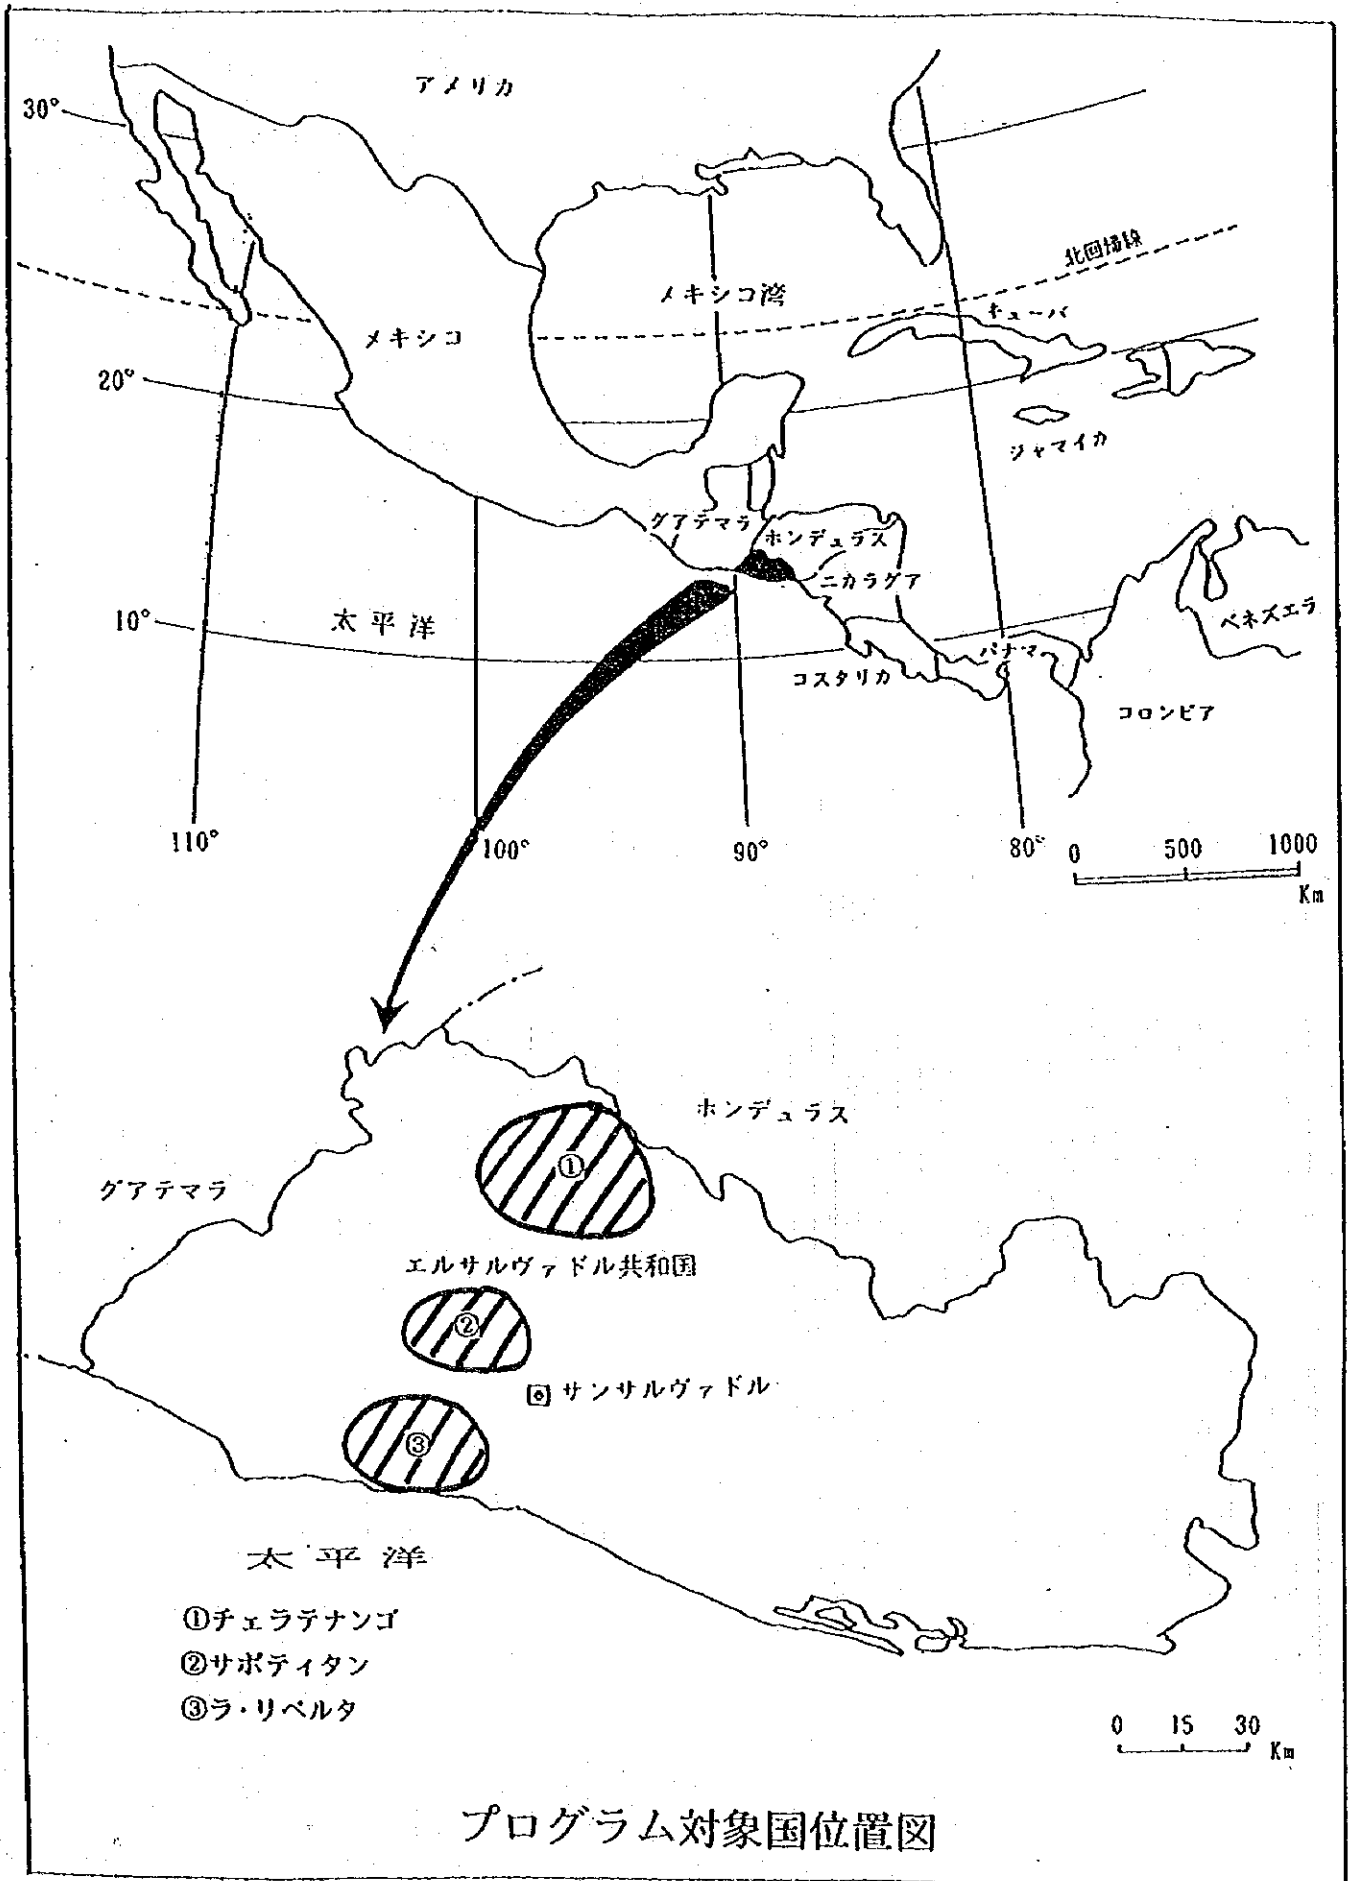 アメリカ
30°
北回帰線
メキシコ湾
キューバ
メキシコ
20°
ジャマイカ
グアテマラ
ホンデュラス
ニカラグア
10°
太平洋
ベネズエラ
パナマ
コスタリカ
コロンビア
110°
100°
90°
80°
0 500 1000
Km
ホンデュラス
①
グアテマラ
エルサルヴァドル共和国
②
サンサルヴァドル
③
太平洋
①チェラテナンゴ
②サポティタン
③ラ・リベルタ
0 15 30
Km
プログラム対象国位置図